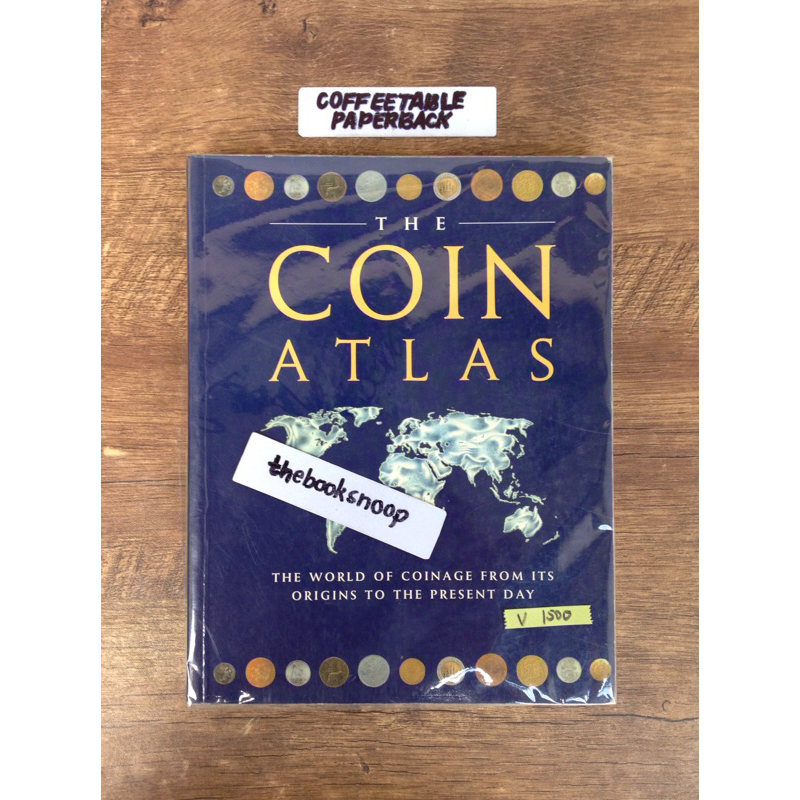 COFFEETABLE
PAPERBACK
THE
COIN
ATLAS
thebooksnoop
THE WORLD OF COINAGE FROM ITS
ORIGINS TO THE PRESENT DAY
V 1500